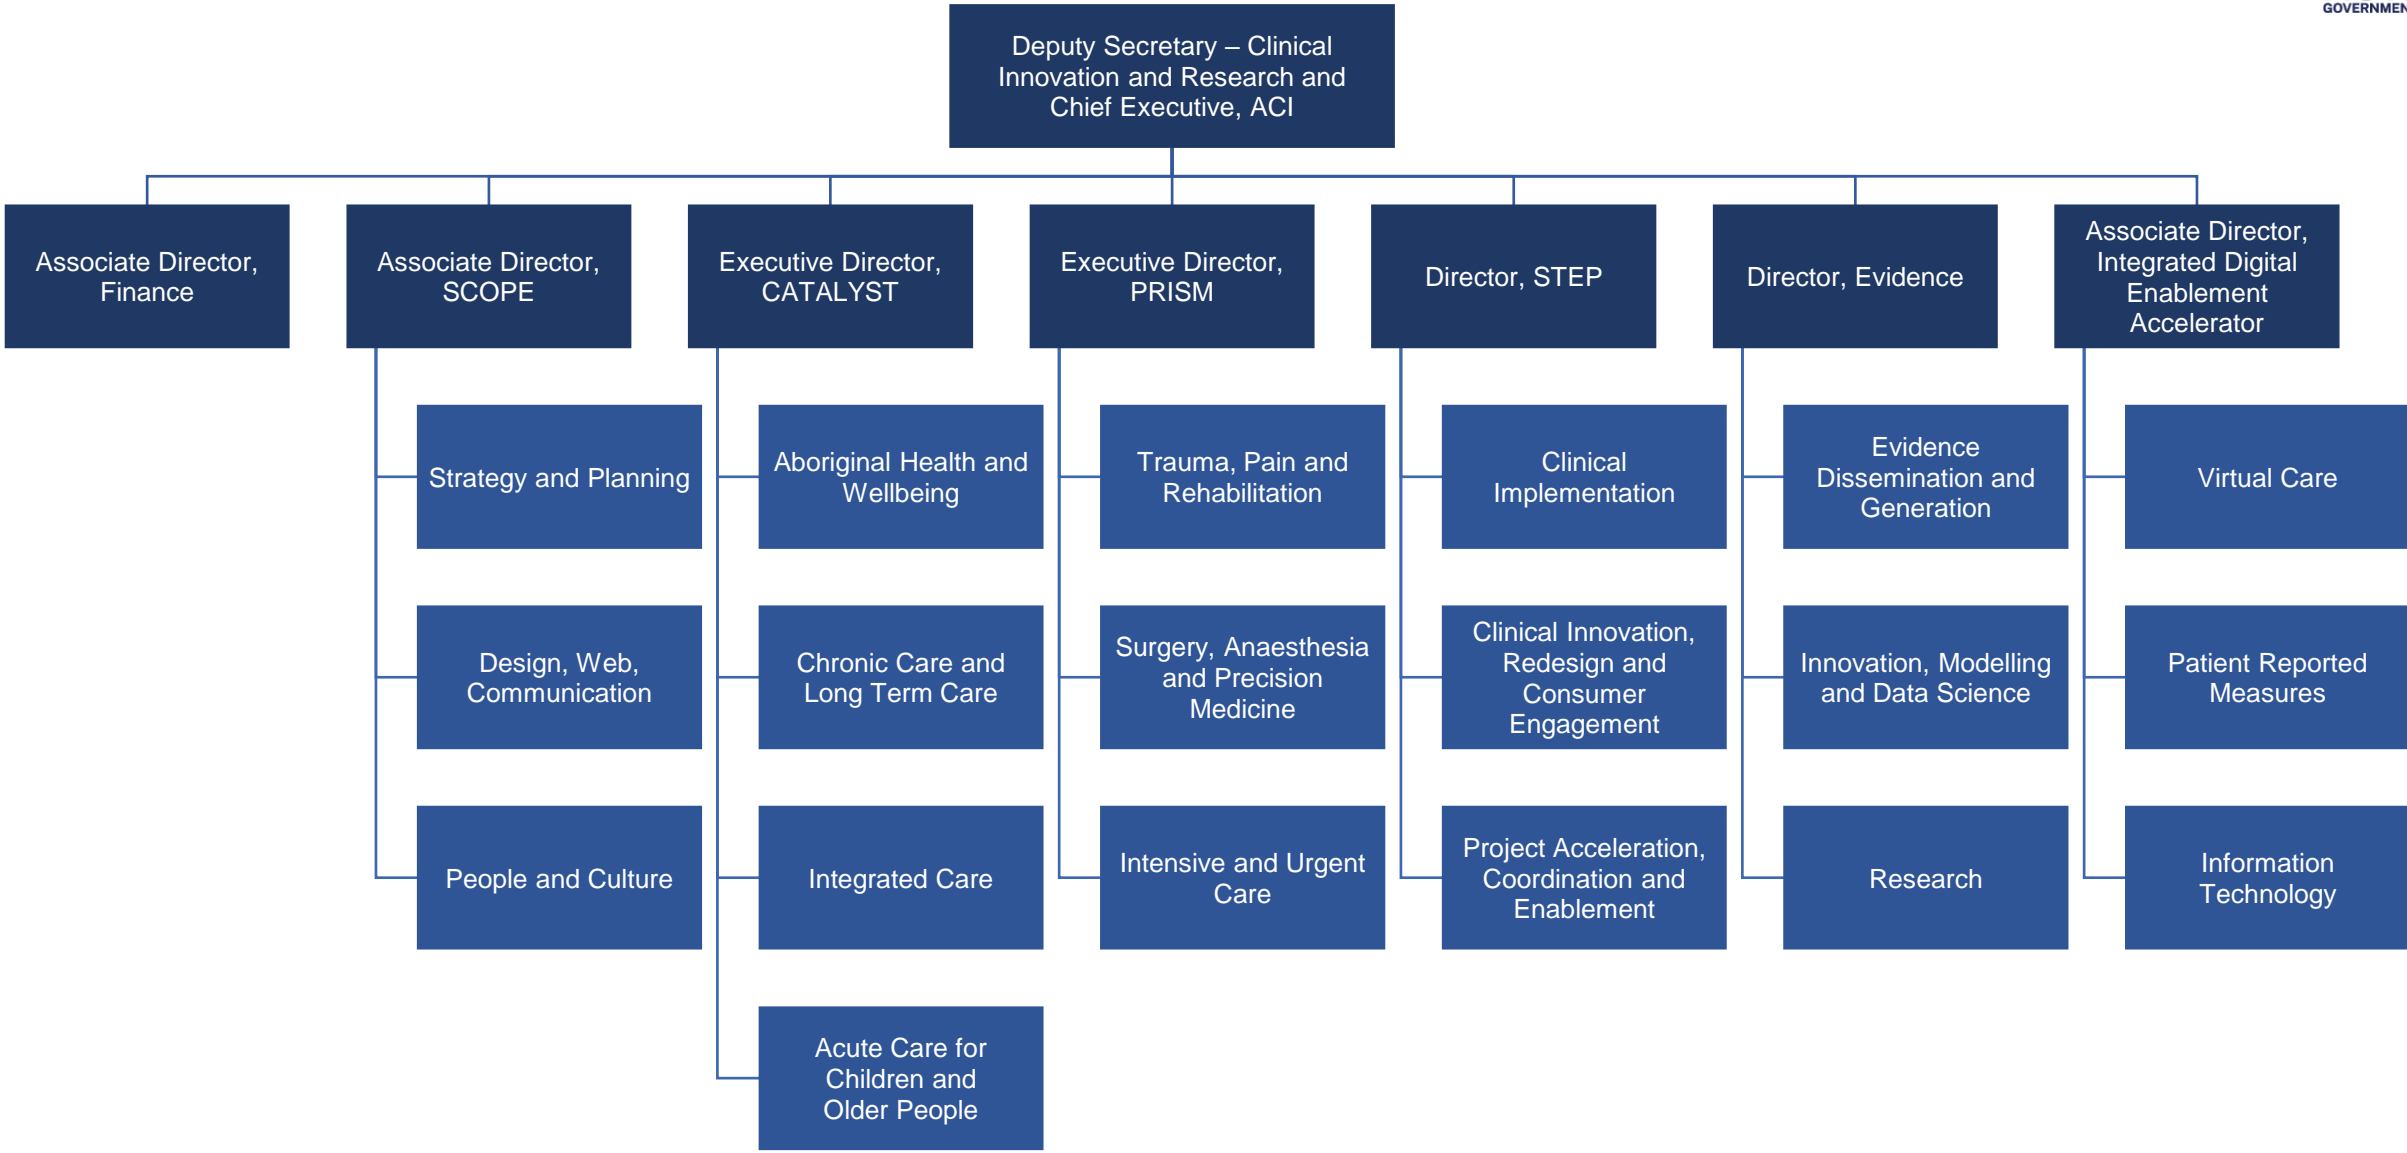 GOVERNMEN
Deputy Secretary – Clinical
Innovation and Research and
Chief Executive, ACI
Associate Director,
Finance
Associate Director,
SCOPE
Executive Director,
CATALYST
Executive Director,
PRISM
Director, STEP
Director, Evidence
Associate Director,
Integrated Digital
Enablement
Accelerator
Strategy and Planning
Aboriginal Health and
Wellbeing
Trauma, Pain and
Rehabilitation
Clinical
Implementation
Evidence
Dissemination and
Generation
Virtual Care
Design, Web,
Communication
Chronic Care and
Long Term Care
Surgery, Anaesthesia
and Precision
Medicine
Clinical Innovation,
Redesign and
Consumer
Engagement
Innovation, Modelling
and Data Science
Patient Reported
Measures
People and Culture
Integrated Care
Intensive and Urgent
Care
Project Acceleration,
Coordination and
Enablement
Research
Information
Technology
Acute Care for
Children and
Older People